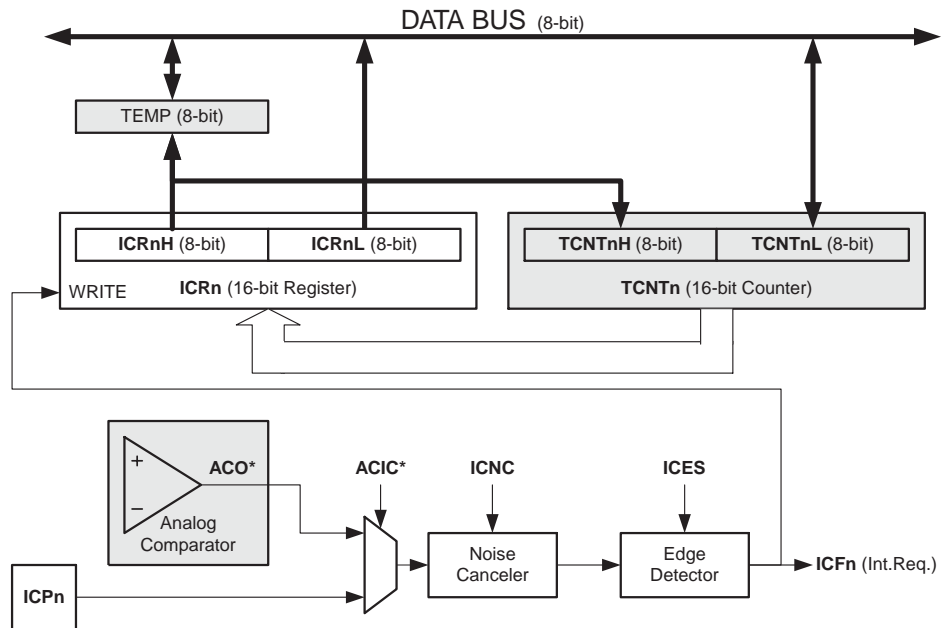 DATA BUS (8-bit)
TEMP (8-bit)
ICRnH (8-bit) ICRnL (8-bit) TCNTnH (8-bit) TCNTnL (8-bit)
WRITE ICRn (16-bit Register) TCNTn (16-bit Counter)
+ ACO* ACIC* ICNC ICES
−
Analog
Comparator
Noise
Canceler
Edge
Detector
ICFn (Int.Req.)
ICPn